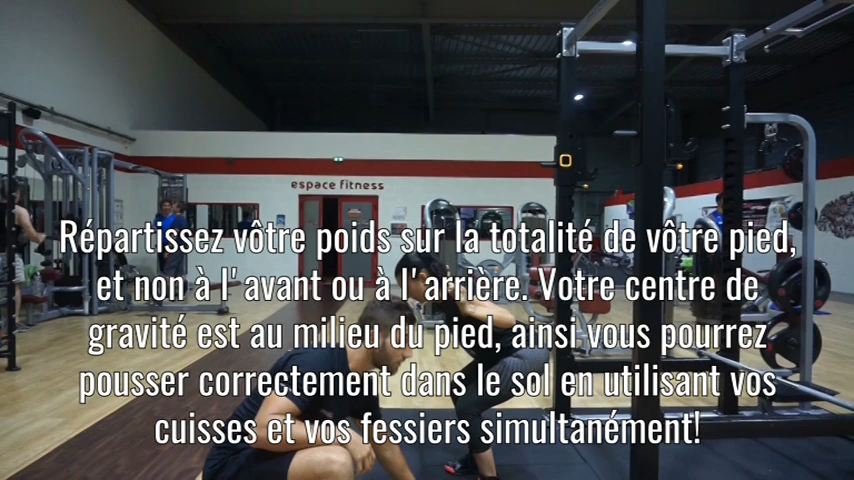 espace fitness
Répartissez vôtre poids sur la totalité de vôtre pied,
et non à l'avant ou à l'arrière. Votre centre de
gravité est au milieu du pied, ainsi vous pourrez
pousser correctement dans le sol en utilisant vos
cuisses et vos fessiers simultanément!